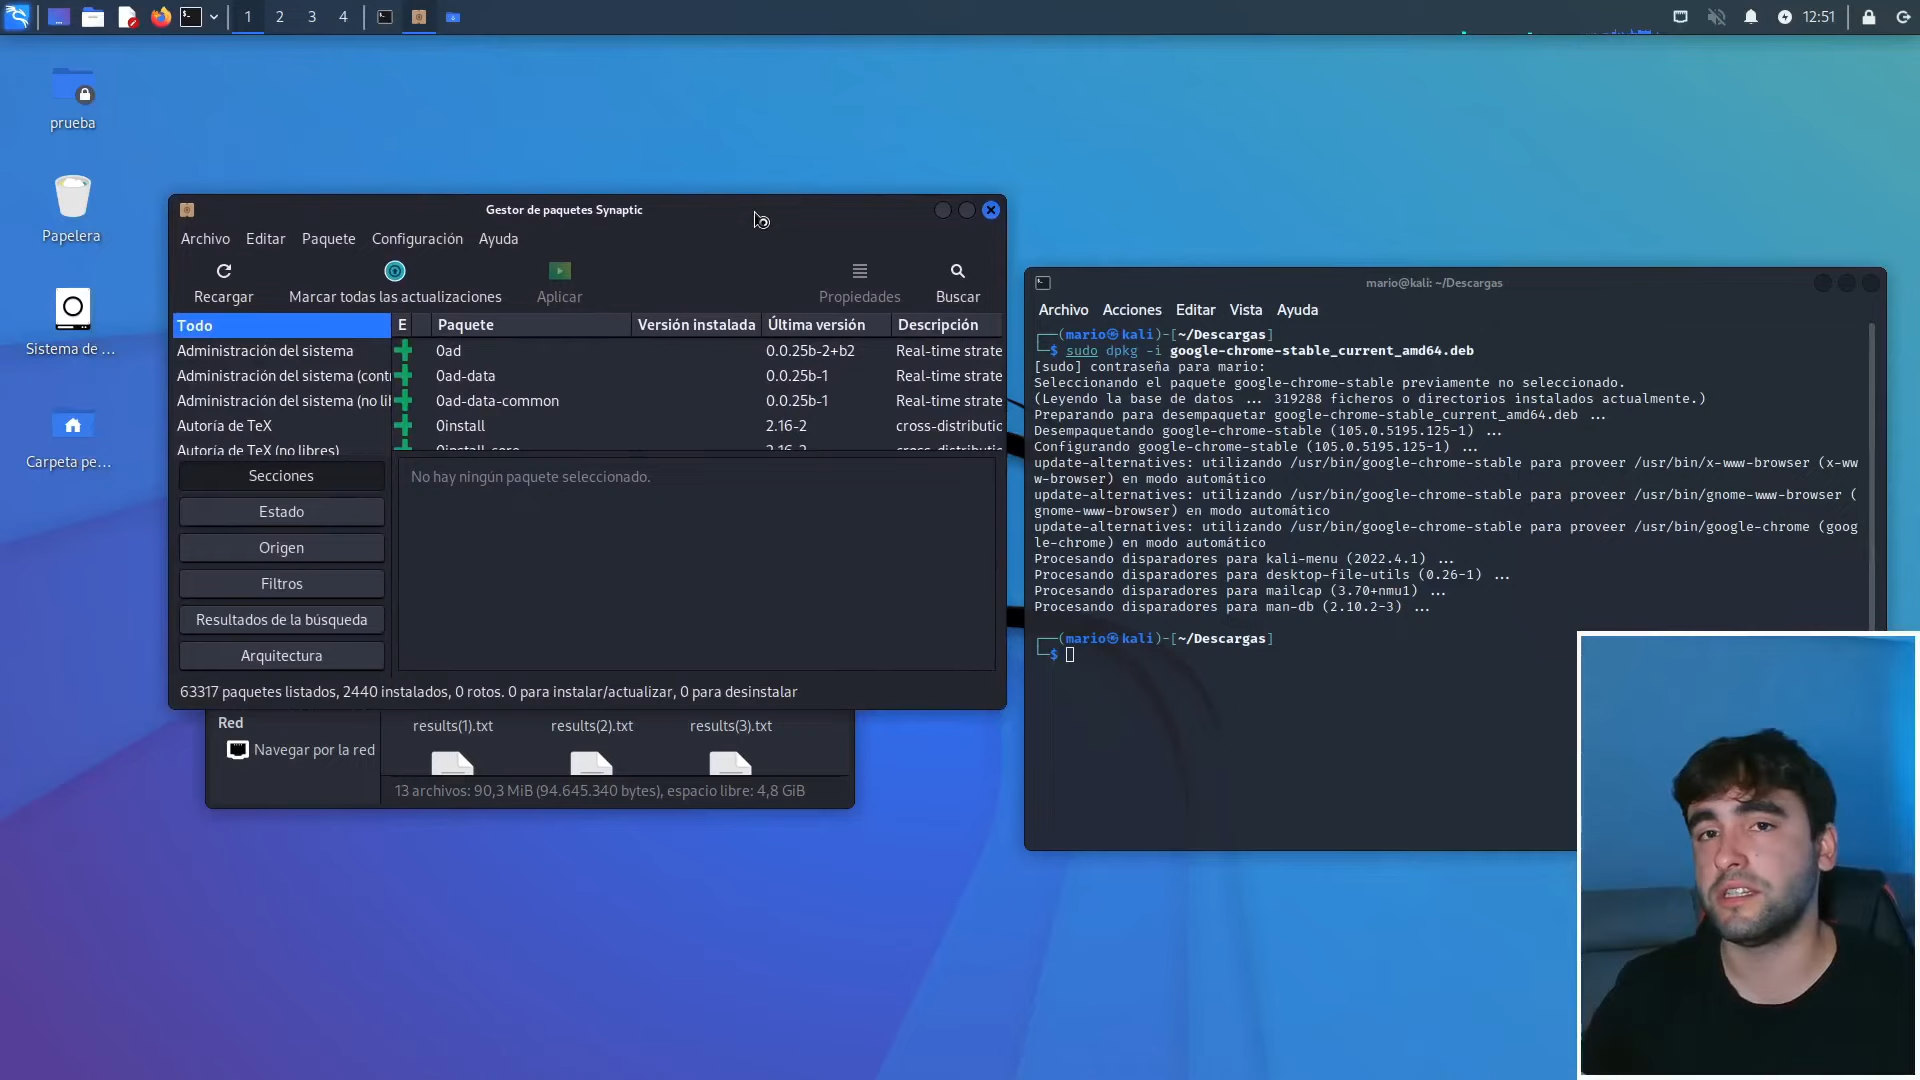 1
2
3
4
12:51
prueba
Papelera
Sistema de ...
Carpeta pe...
Gestor de paquetes Synaptic
Archivo Editar Paquete Configuración Ayuda
Recargar Marcar todas las actualizaciones Aplicar Propiedades Buscar
Todo
Administración del sistema
Administración del sistema (cont
Administración del sistema (no lil
Autoría de TeX
Autoría de TeX (no libres)
E Paquete Versión instalada Última versión Descripción
0ad 0.0.25b-2+b2 Real-time strate
0ad-data 0.0.25b-1 Real-time strate
0ad-data-common 0.0.25b-1 Real-time strate
0install 2.16-2 cross-distributic
0install-core 2.16-2 cross-distributic
Secciones
Estado
Origen
Filtros
Resultados de la búsqueda
Arquitectura
No hay ningún paquete seleccionado.
63317 paquetes listados, 2440 instalados, 0 rotos. 0 para instalar/actualizar, 0 para desinstalar
Red
Navegar por la red
results(1).txt results(2).txt results(3).txt
13 archivos: 90,3 MiB (94.645.340 bytes), espacio libre: 4,8 GiB
mario@kali: ~/Descargas
Archivo Acciones Editar Vista Ayuda
┌──(mario㉿kali)-[~/Descargas]
└─$ sudo dpkg -i google-chrome-stable_current_amd64.deb
[sudo] contraseña para mario:
Seleccionando el paquete google-chrome-stable previamente no seleccionado.
(Leyendo la base de datos ... 319288 ficheros o directorios instalados actualmente.)
Preparando para desempaquetar google-chrome-stable_current_amd64.deb ...
Desempaquetando google-chrome-stable (105.0.5195.125-1) ...
Configurando google-chrome-stable (105.0.5195.125-1) ...
update-alternatives: utilizando /usr/bin/google-chrome-stable para proveer /usr/bin/x-www-browser (x-ww
w-browser) en modo automático
update-alternatives: utilizando /usr/bin/google-chrome-stable para proveer /usr/bin/gnome-www-browser (
gnome-www-browser) en modo automático
update-alternatives: utilizando /usr/bin/google-chrome-stable para proveer /usr/bin/google-chrome (goog
le-chrome) en modo automático
Procesando disparadores para kali-menu (2022.4.1) ...
Procesando disparadores para desktop-file-utils (0.26-1) ...
Procesando disparadores para mailcap (3.70+nmu1) ...
Procesando disparadores para man-db (2.10.2-3) ...
┌──(mario㉿kali)-[~/Descargas]
└─$